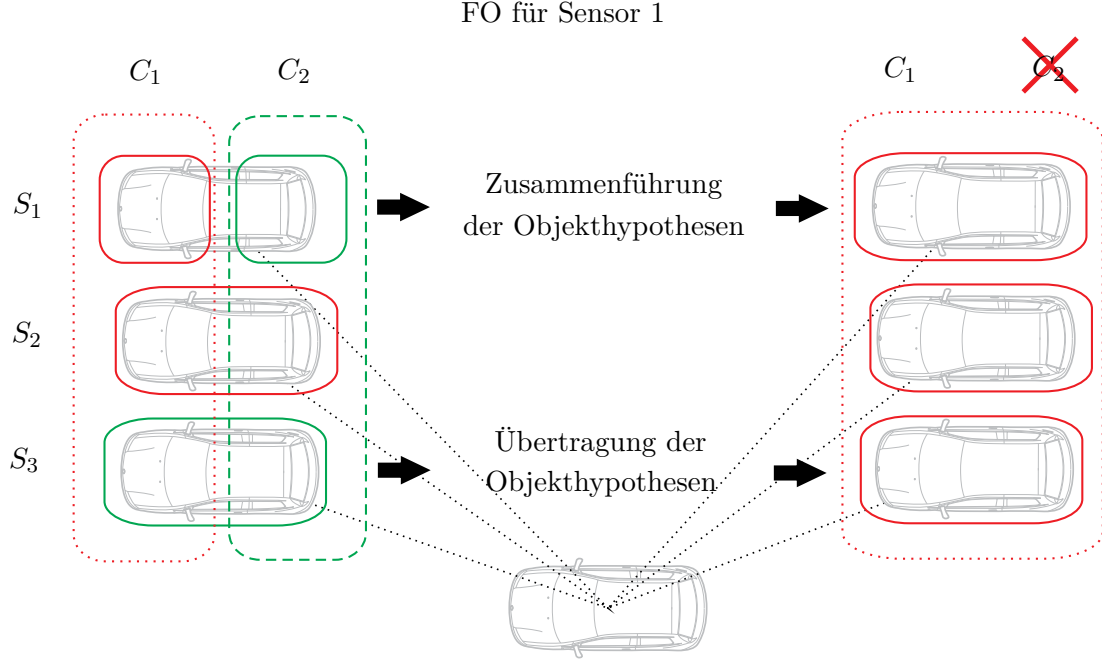 FO für Sensor 1
C₁
C₂
C₁
C₂
S₁
Zusammenführung
der Objekthypothesen
S₂
S₃
Übertragung der
Objekthypothesen